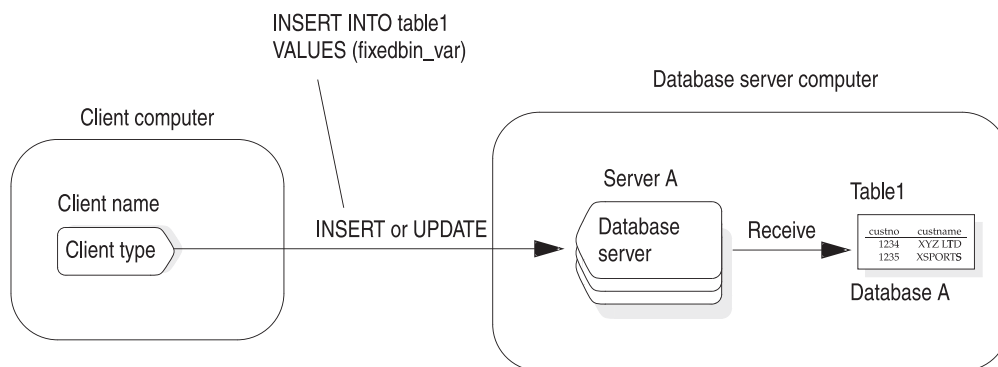 INSERT INTO table1
VALUES (fixedbin_var)
Client computer
Client name
Client type
INSERT or UPDATE
Database server computer
Server A
Database
server
Receive
Table1
custno custname
1234 XYZ LTD
1235 XSPORTS
Database A